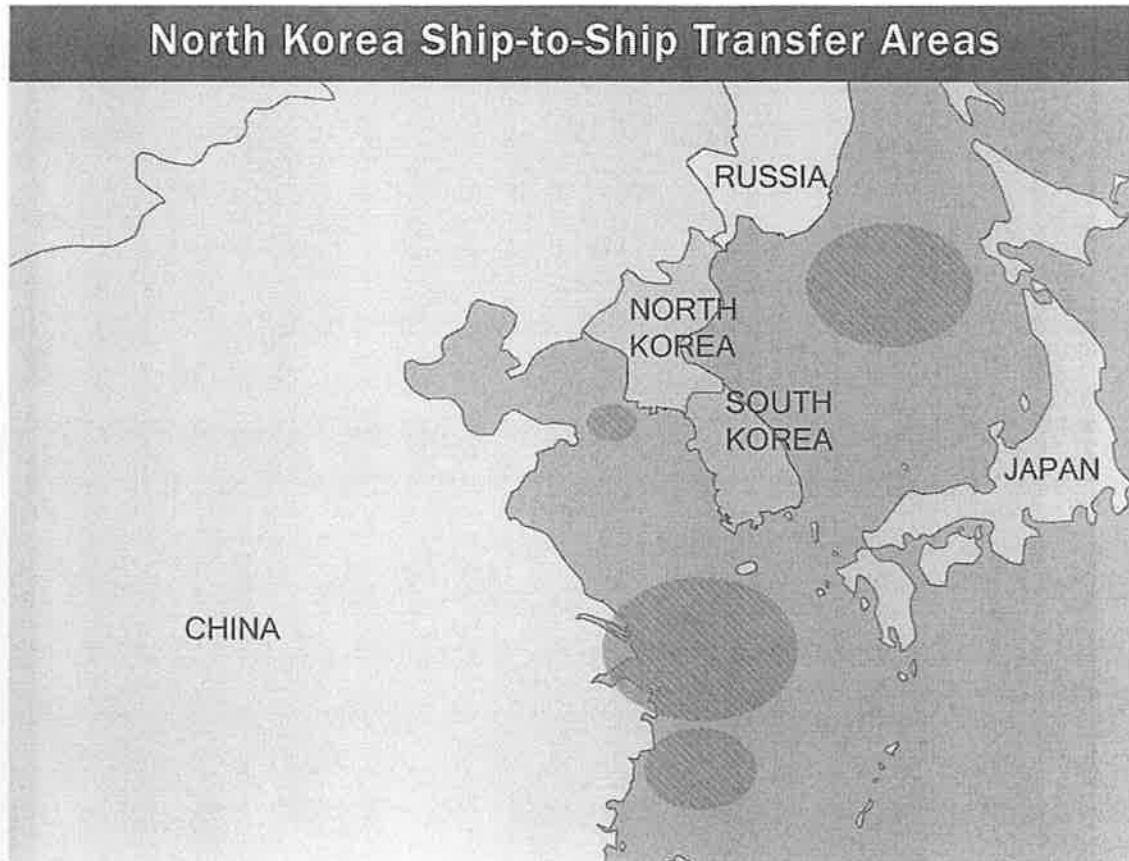 North Korea Ship-to-Ship Transfer Areas
RUSSIA
NORTH
KOREA
SOUTH
KOREA
JAPAN
CHINA